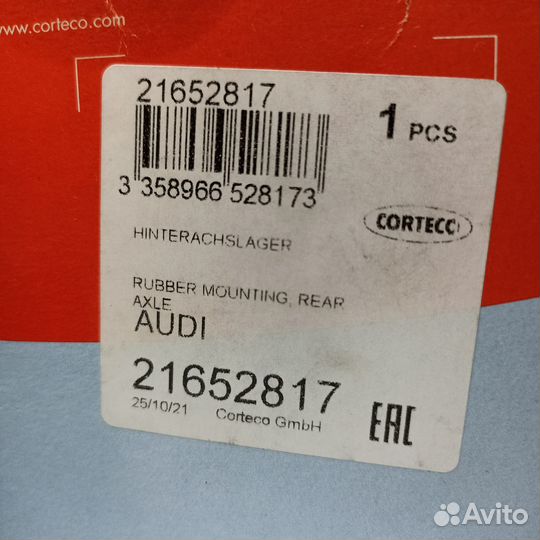 www.corteco.com
21652817
1 PCS
3 358966 528173
CORTECO
HINTERACHSLAGER
RUBBER MOUNTING, REAR
AXLE
AUDI
21652817
25/10/21 Corteco GmbH
EAC
Avito